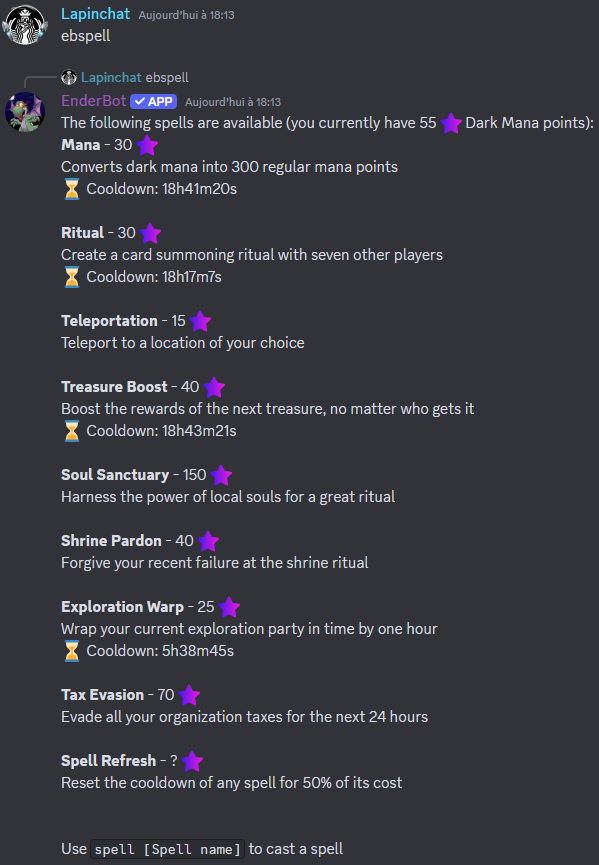 Lapinchat Aujourd'hui à 18:13
ebspell
Lapinchat ebspell
EnderBot ✓ APP Aujourd'hui à 18:13
The following spells are available (you currently have 55 Dark Mana points):
Mana - 30
Converts dark mana into 300 regular mana points
⏳ Cooldown: 18h41m20s
Ritual - 30
Create a card summoning ritual with seven other players
⏳ Cooldown: 18h17m7s
Teleportation - 15
Teleport to a location of your choice
Treasure Boost - 40
Boost the rewards of the next treasure, no matter who gets it
⏳ Cooldown: 18h43m21s
Soul Sanctuary - 150
Harness the power of local souls for a great ritual
Shrine Pardon - 40
Forgive your recent failure at the shrine ritual
Exploration Warp - 25
Wrap your current exploration party in time by one hour
⏳ Cooldown: 5h38m45s
Tax Evasion - 70
Evade all your organization taxes for the next 24 hours
Spell Refresh - ?
Reset the cooldown of any spell for 50% of its cost
Use spell [Spell name] to cast a spell